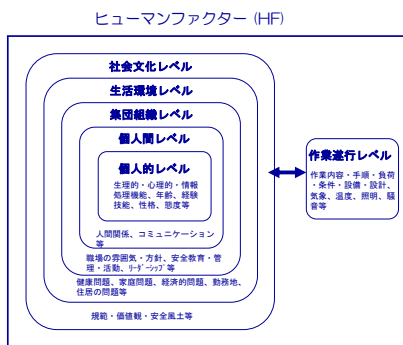 ヒューマンファクター (HF)
社会文化レベル
生活環境レベル
集団組織レベル
個人間レベル
個人的レベル
生理的・心理的・情報
処理機能、年齢、経験
技能、性格、態度等
人間関係、コミュニケーション
等
職場の雰囲気・方針、安全教育・管
理・活動、ﾘｰﾀﾞｰｼｯﾌﾟ等
健康問題、家庭問題、経済的問題、勤務地、
住居の問題等
規範・価値観・安全風土等
作業遂行レベル
作業内容・手順・負荷
・条件・設備・設計、
気象、温度、照明、騒
音等